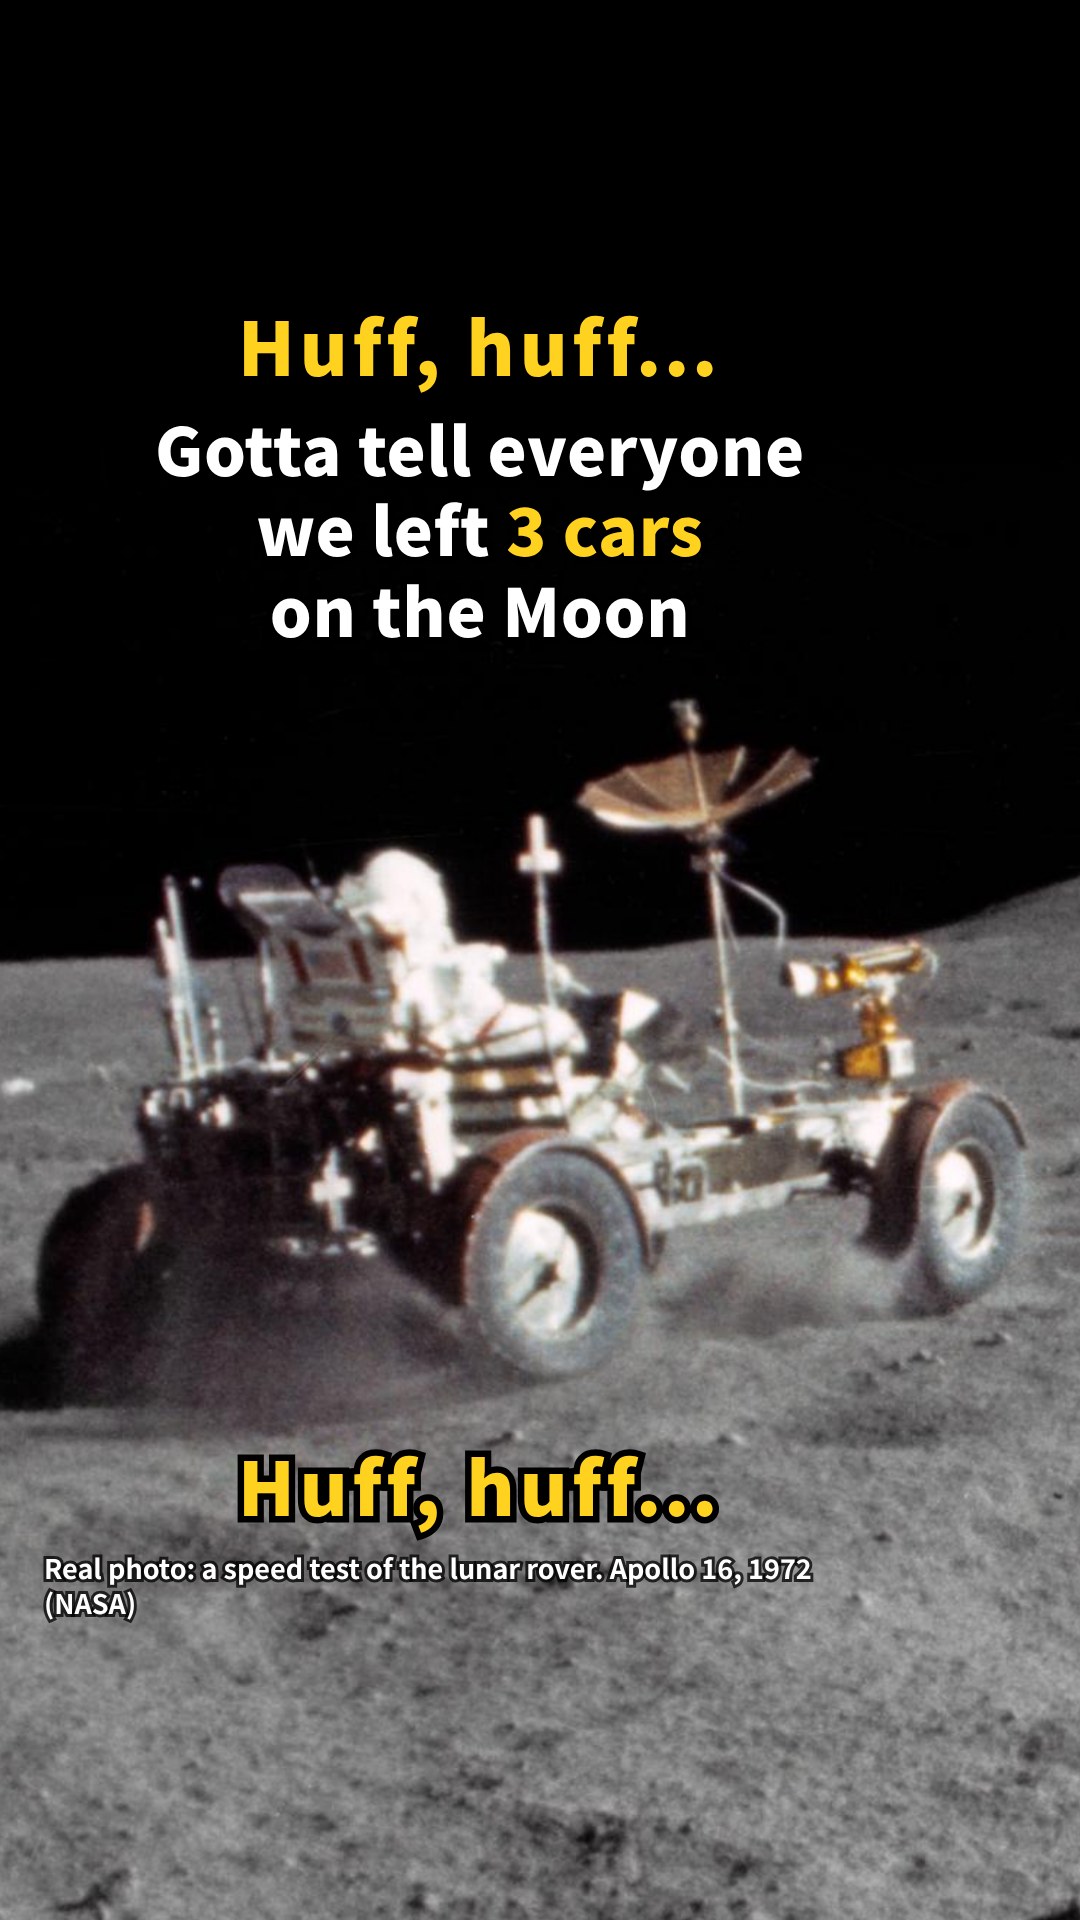 Huff, huff...
Gotta tell everyone
we left 3 cars
on the Moon
Huff, huff...
Real photo: a speed test of the lunar rover. Apollo 16, 1972
(NASA)